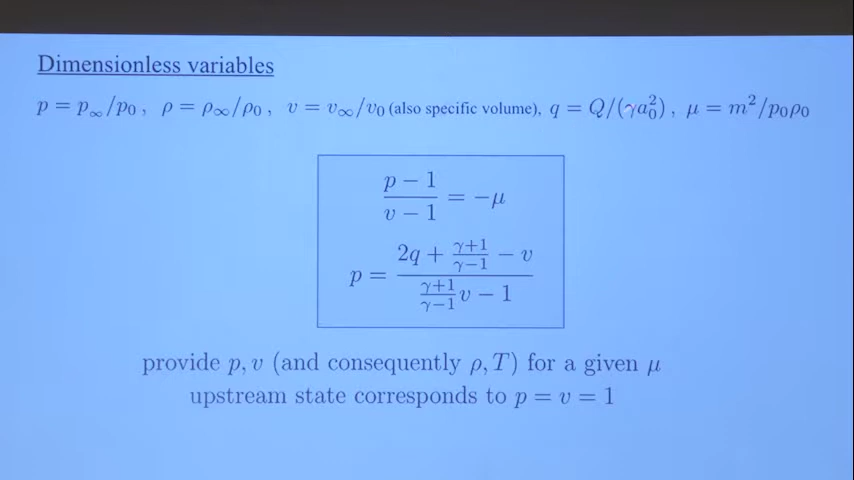 Dimensionless variables
p = p∞/p₀ , ρ = ρ∞/ρ₀ , v = v∞/v₀ (also specific volume), q = Q/(γa₀²) , μ = m²/p₀ρ₀
(p − 1)/(v − 1) = −μ
p = (2q + (γ+1)/(γ−1) − v)/((γ+1)/(γ−1) v − 1)
provide p, v (and consequently ρ, T) for a given μ
upstream state corresponds to p = v = 1